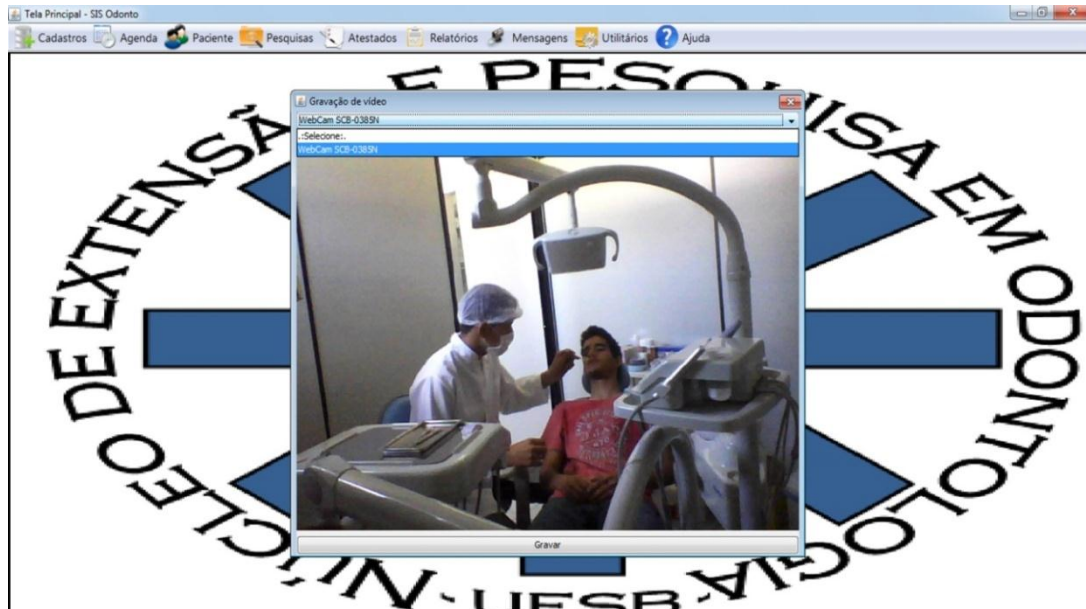 Tela Principal - SIS Odonto
Cadastros Agenda Paciente Pesquisas Atestados Relatórios Mensagens Utilitários Ajuda
NÚCLEO DE EXTENSÃO E PESQUISA EM ODONTOLOGIA
Gravação de vídeo
WebCam SCB-0385N
.:Selecione:.
WebCam SCB-0385N
Gravar
- UESB -